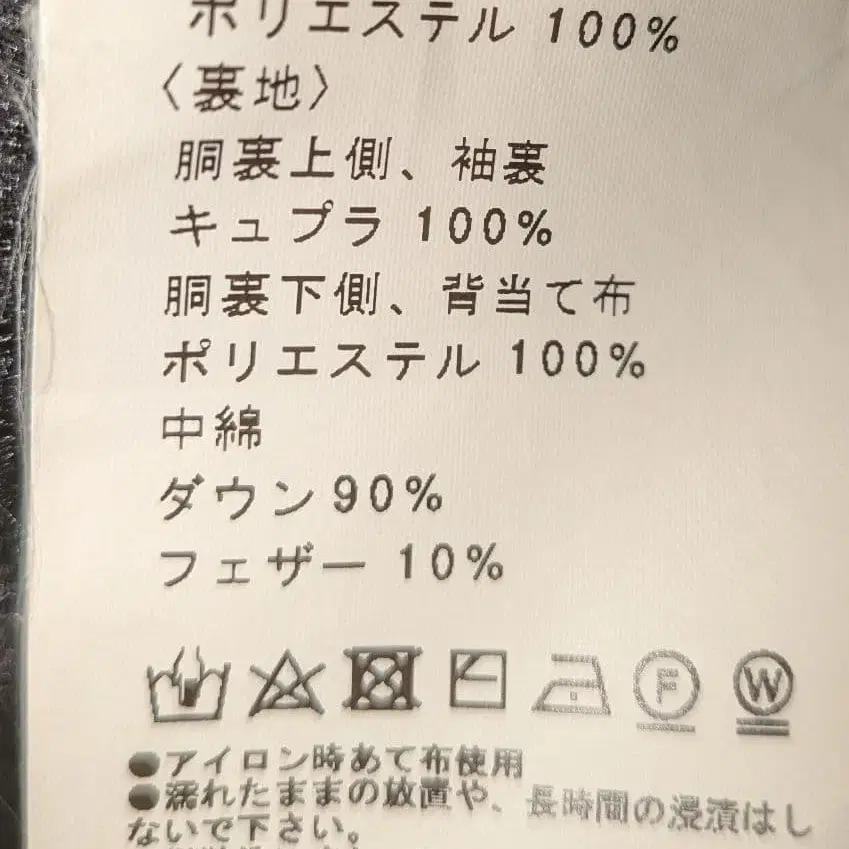 ポリエステル 100%
〈裏地〉
胴裏上側、袖裏
キュプラ 100%
胴裏下側、背当て布
ポリエステル 100%
中綿
ダウン 90%
フェザー 10%
F W
●アイロン時あて布使用
●濡れたままの放置や、長時間の浸漬はし
ないで下さい。